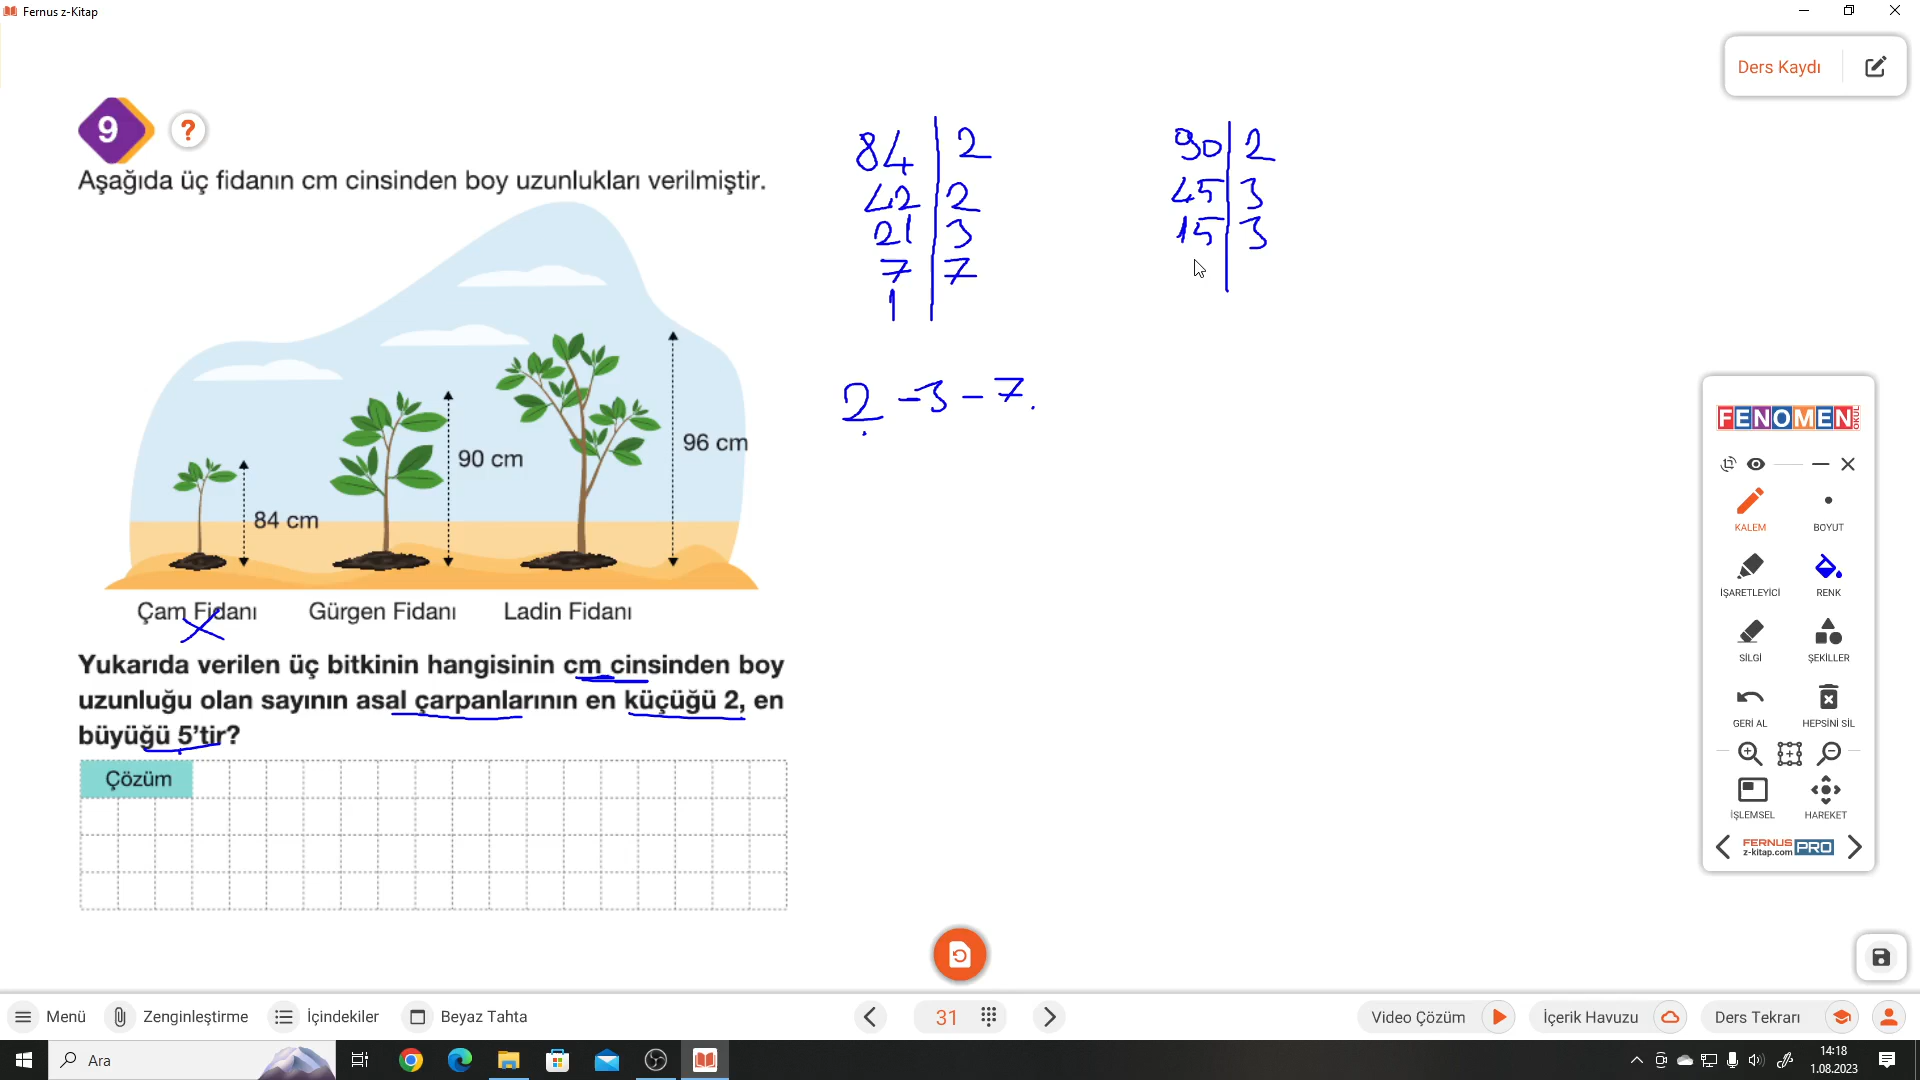 Fernus z-Kitap
Ders Kaydı
9
?
Aşağıda üç fidanın cm cinsinden boy uzunlukları verilmiştir.
84 cm
90 cm
96 cm
Çam Fidanı
Gürgen Fidanı
Ladin Fidanı
Yukarıda verilen üç bitkinin hangisinin cm cinsinden boy
uzunluğu olan sayının asal çarpanlarının en küçüğü 2, en
büyüğü 5'tir?
Çözüm
84 2
42 2
21 3
7 7
1
2 - 3 - 7.
90 2
45 3
15 3
FENOMEN OKUL
KALEM
BOYUT
İŞARETLEYİCİ
RENK
SİLGİ
ŞEKİLLER
GERİ AL
HEPSİNİ SİL
İŞLEMSEL
HAREKET
FERNUS
z-kitap.com PRO
Menü
Zenginleştirme
İçindekiler
Beyaz Tahta
31
Video Çözüm
İçerik Havuzu
Ders Tekrarı
Ara
14:18
1.08.2023